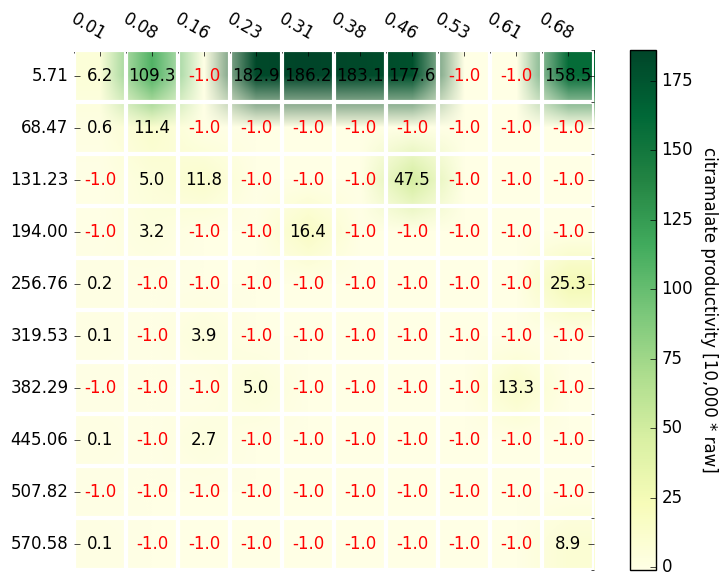 0.01 0.08 0.16 0.23 0.31 0.38 0.46 0.53 0.61 0.68
5.71 6.2 109.3 -1.0 182.9 186.2 183.1 177.6 -1.0 -1.0 158.5
68.47 0.6 11.4 -1.0 -1.0 -1.0 -1.0 -1.0 -1.0 -1.0 -1.0
131.23 -1.0 5.0 11.8 -1.0 -1.0 -1.0 47.5 -1.0 -1.0 -1.0
194.00 -1.0 3.2 -1.0 -1.0 16.4 -1.0 -1.0 -1.0 -1.0 -1.0
256.76 0.2 -1.0 -1.0 -1.0 -1.0 -1.0 -1.0 -1.0 -1.0 25.3
319.53 0.1 -1.0 3.9 -1.0 -1.0 -1.0 -1.0 -1.0 -1.0 -1.0
382.29 -1.0 -1.0 -1.0 5.0 -1.0 -1.0 -1.0 -1.0 13.3 -1.0
445.06 0.1 -1.0 2.7 -1.0 -1.0 -1.0 -1.0 -1.0 -1.0 -1.0
507.82 -1.0 -1.0 -1.0 -1.0 -1.0 -1.0 -1.0 -1.0 -1.0 -1.0
570.58 0.1 -1.0 -1.0 -1.0 -1.0 -1.0 -1.0 -1.0 -1.0 8.9
175
150
125
100
75
50
25
0
citramalate productivity [10,000 * raw]